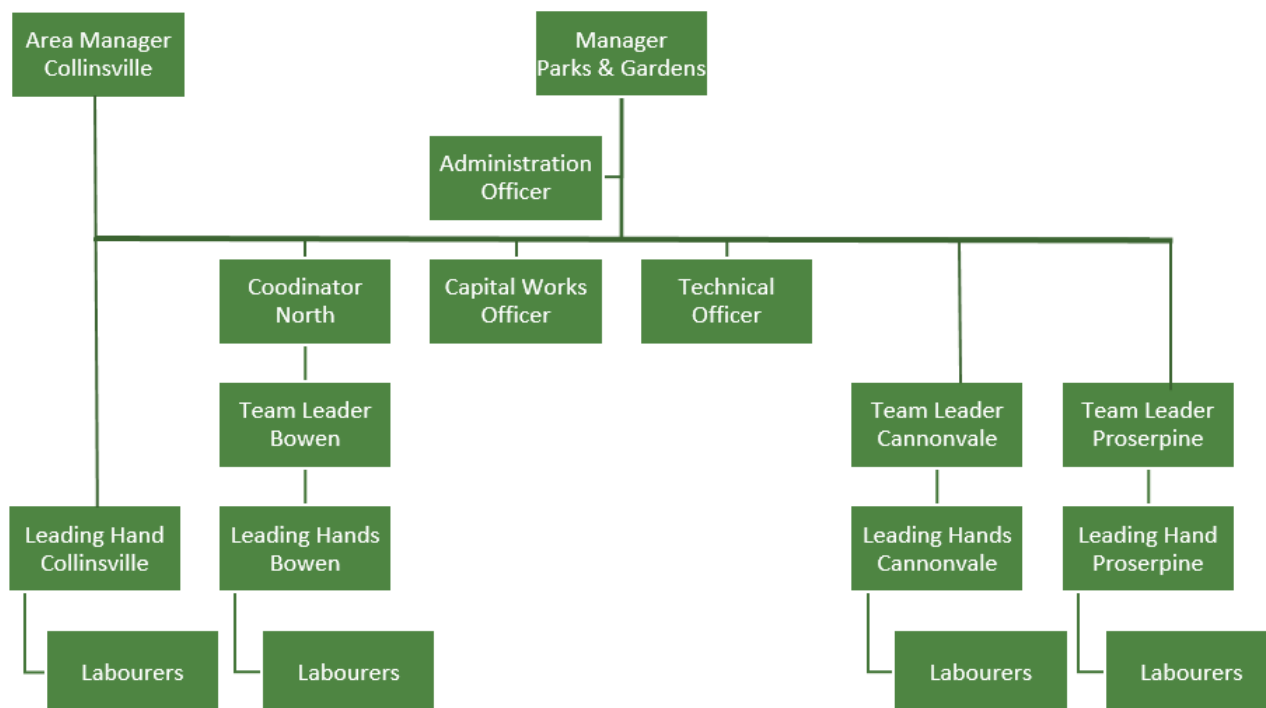 Area Manager
Collinsville
Manager
Parks & Gardens
Administration
Officer
Coodinator
North
Capital Works
Officer
Technical
Officer
Team Leader
Bowen
Team Leader
Cannonvale
Team Leader
Proserpine
Leading Hand
Collinsville
Leading Hands
Bowen
Leading Hands
Cannonvale
Leading Hand
Proserpine
Labourers
Labourers
Labourers
Labourers